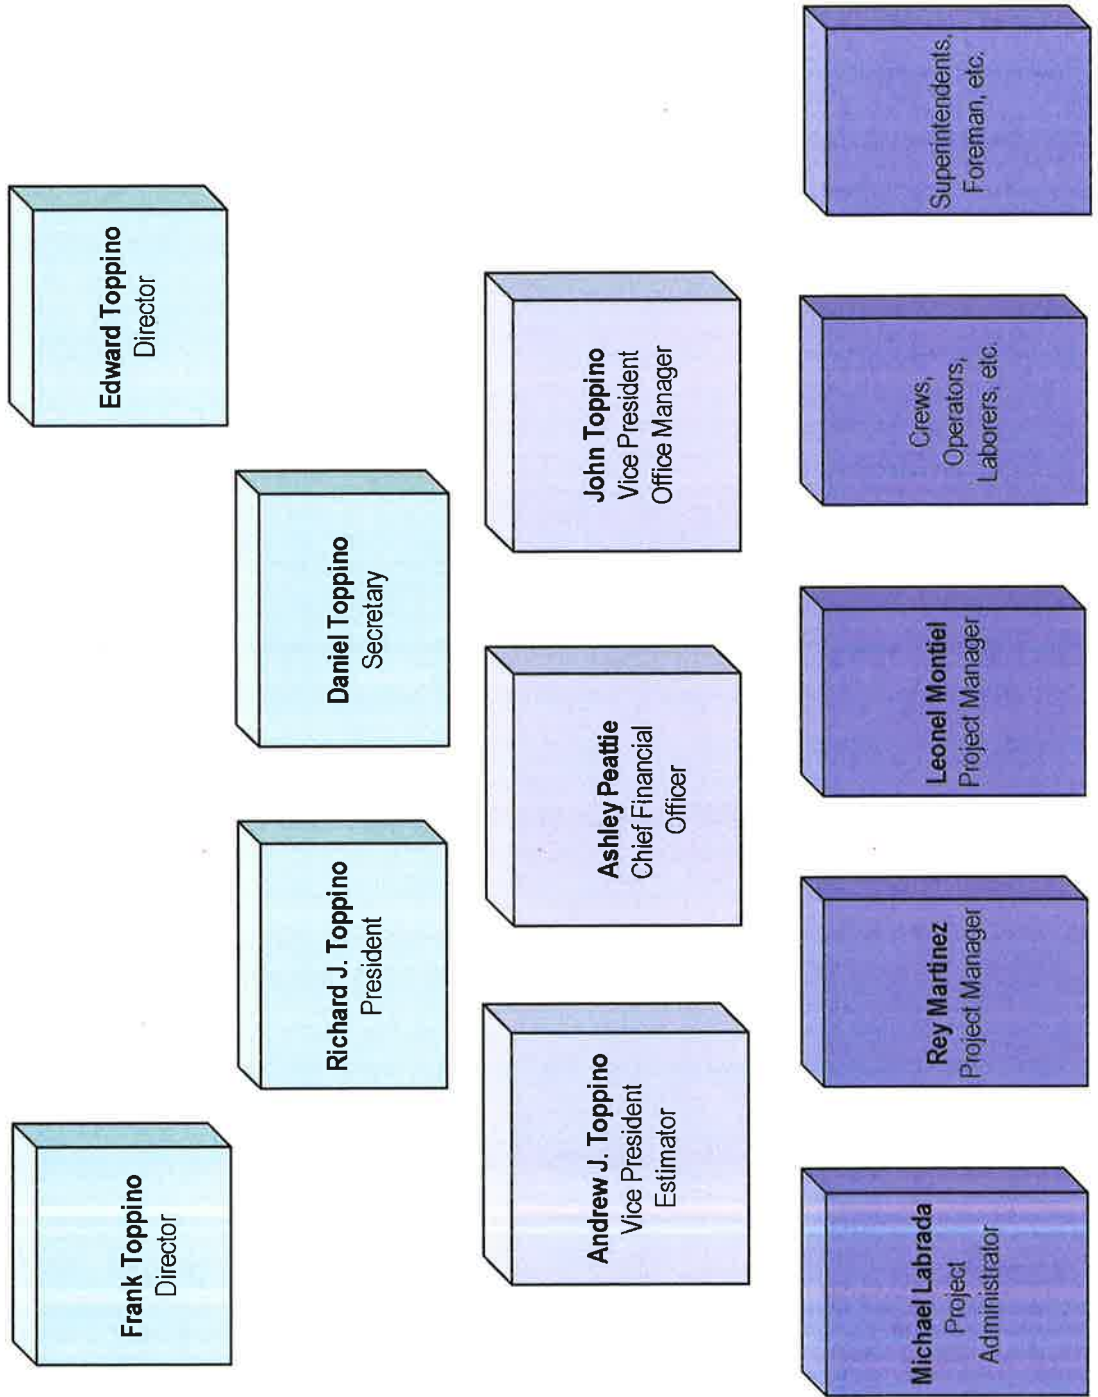 Frank Toppino
Director
Edward Toppino
Director
Richard J. Toppino
President
Daniel Toppino
Secretary
Andrew J. Toppino
Vice President
Estimator
Ashley Peattie
Chief Financial
Officer
John Toppino
Vice President
Office Manager
Michael Labrada
Project
Administrator
Rey Martinez
Project Manager
Leonel Montiel
Project Manager
Crews,
Operators,
Laborers, etc.
Superintendents,
Foreman, etc.